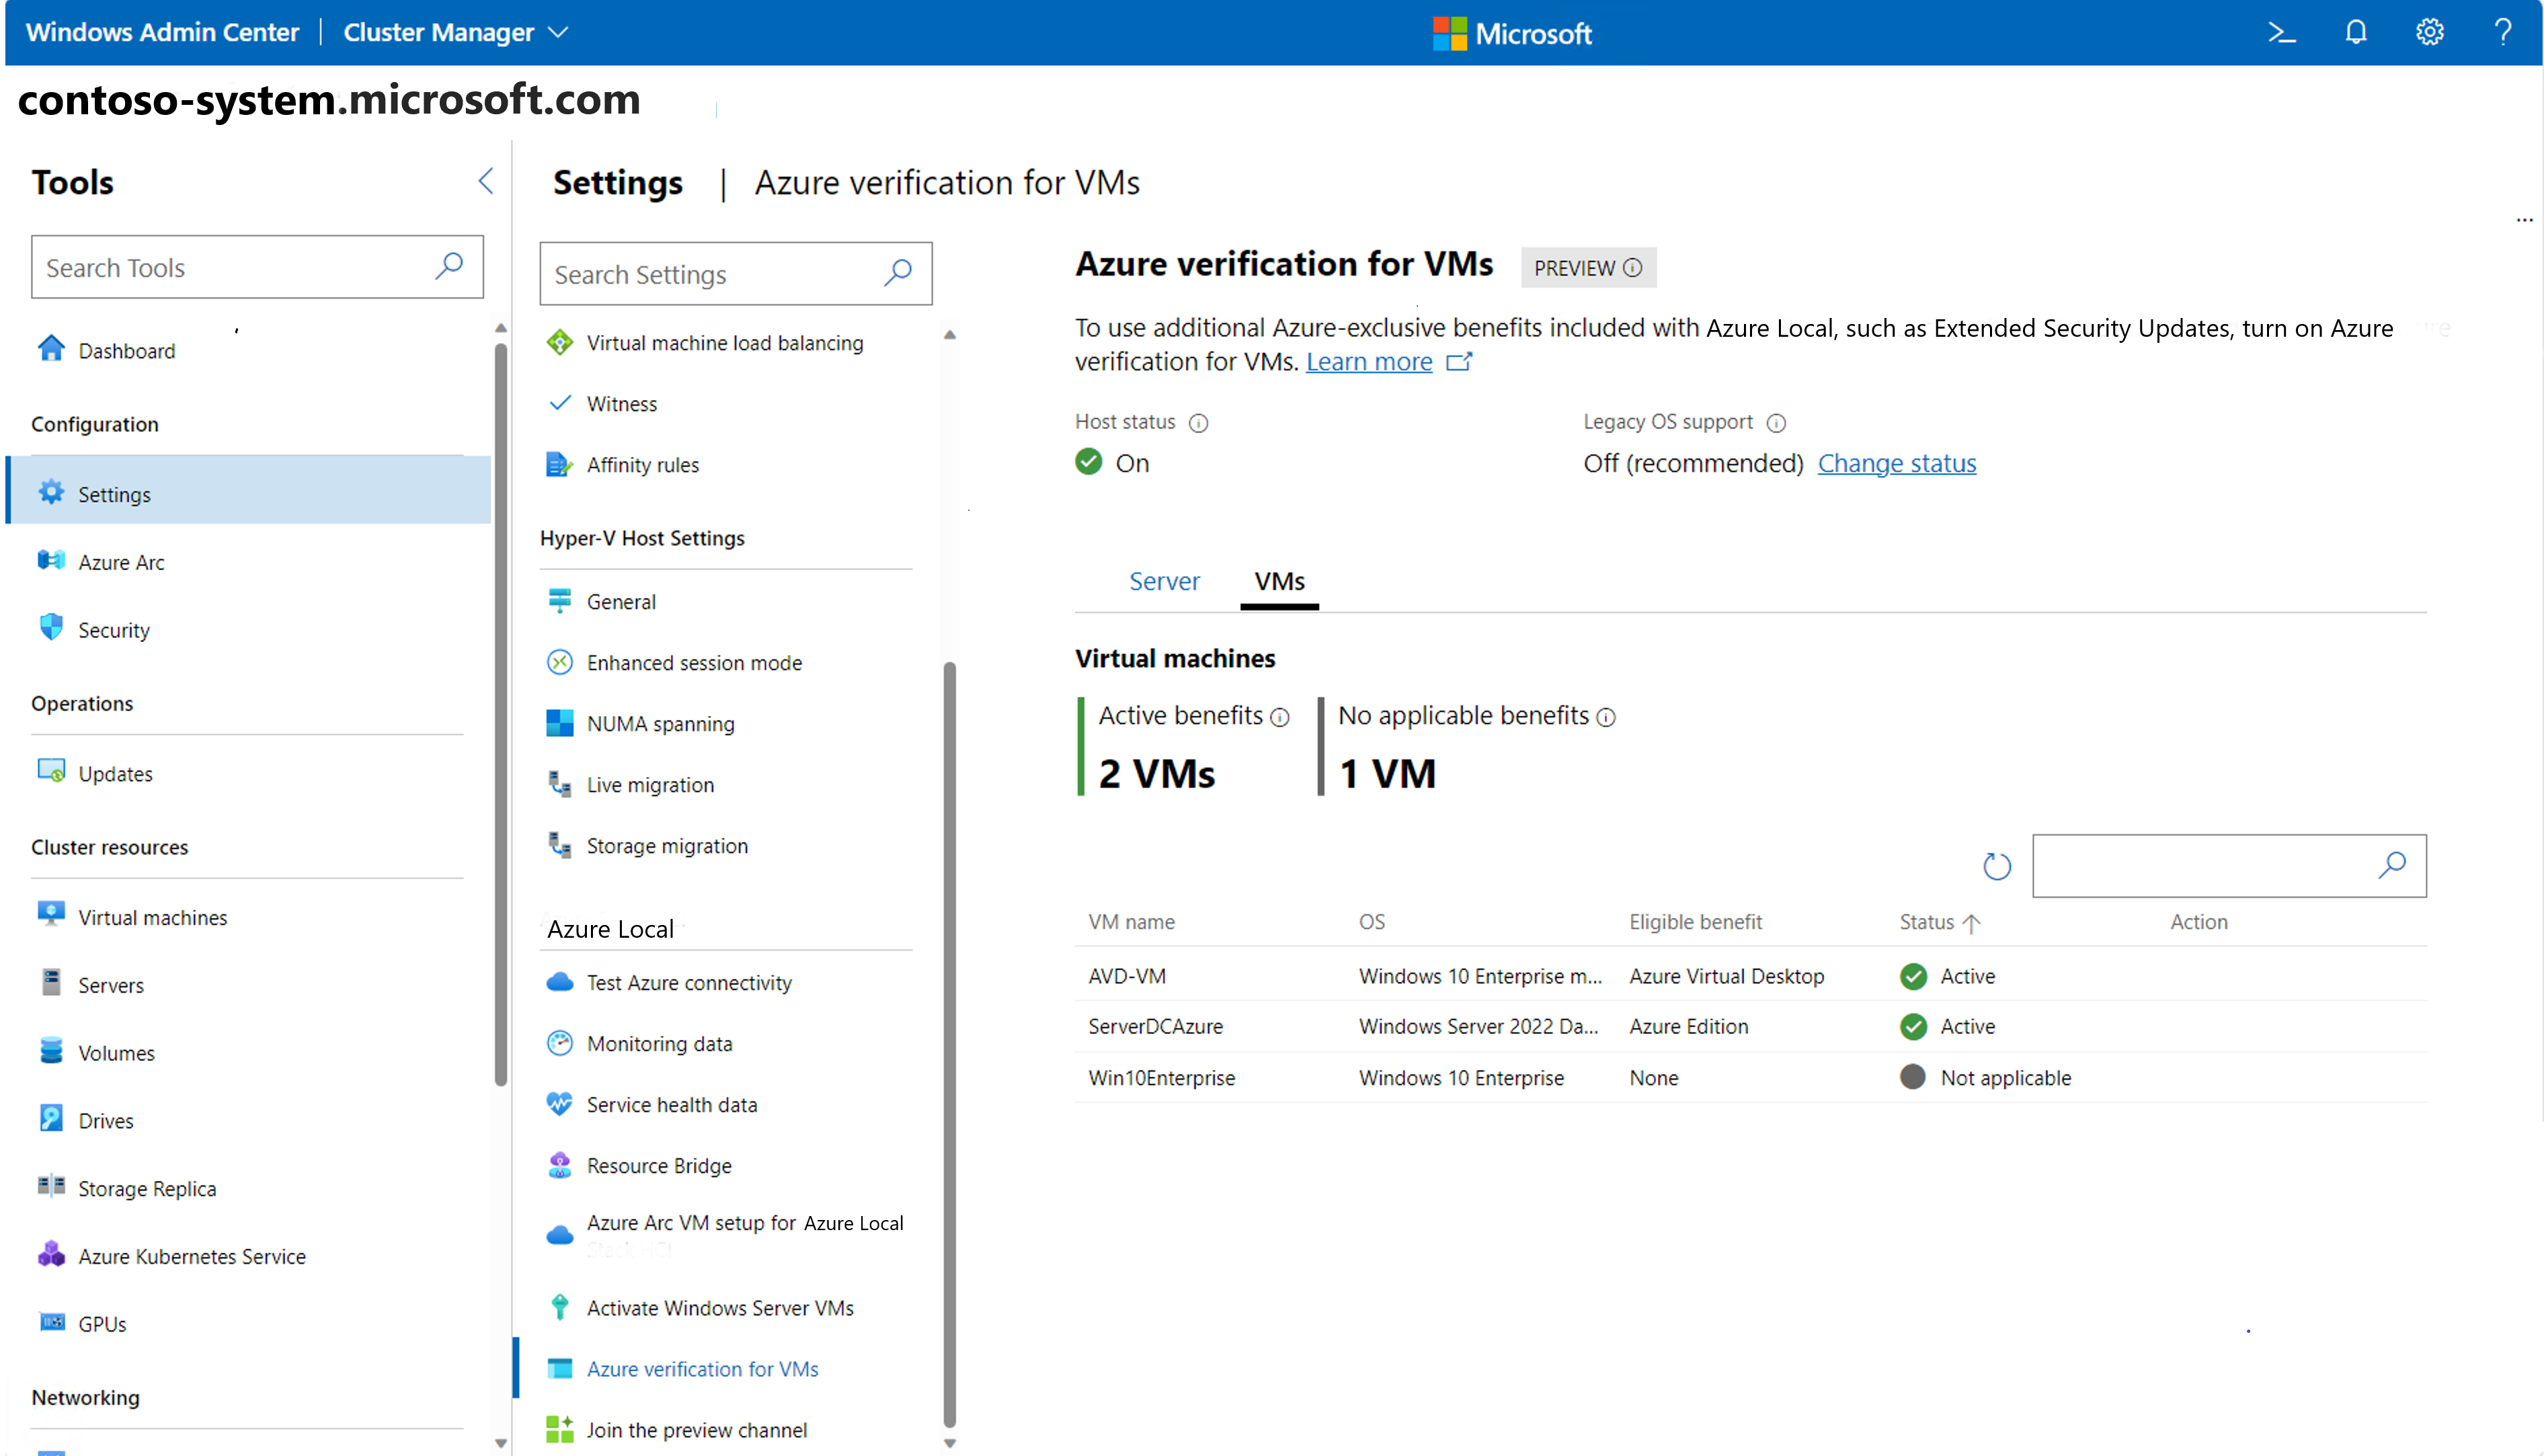 Windows Admin Center | Cluster Manager
Microsoft
contoso-system.microsoft.com
Tools
Search Tools
Dashboard
Configuration
Settings
Azure Arc
Security
Operations
Updates
Cluster resources
Virtual machines
Servers
Volumes
Drives
Storage Replica
Azure Kubernetes Service
GPUs
Networking
Settings | Azure verification for VMs
Search Settings
Virtual machine load balancing
Witness
Affinity rules
Hyper-V Host Settings
General
Enhanced session mode
NUMA spanning
Live migration
Storage migration
Azure Local
Test Azure connectivity
Monitoring data
Service health data
Resource Bridge
Azure Arc VM setup for Azure Local
Stack HCI
Activate Windows Server VMs
Azure verification for VMs
Join the preview channel
...
Azure verification for VMs PREVIEW
To use additional Azure-exclusive benefits included with Azure Local, such as Extended Security Updates, turn on Azure
verification for VMs. Learn more
Host status
On
Legacy OS support
Off (recommended) Change status
Server VMs
Virtual machines
Active benefits
2 VMs
No applicable benefits
1 VM
VM name OS Eligible benefit Status Action
AVD-VM Windows 10 Enterprise m... Azure Virtual Desktop Active
ServerDCAzure Windows Server 2022 Da... Azure Edition Active
Win10Enterprise Windows 10 Enterprise None Not applicable